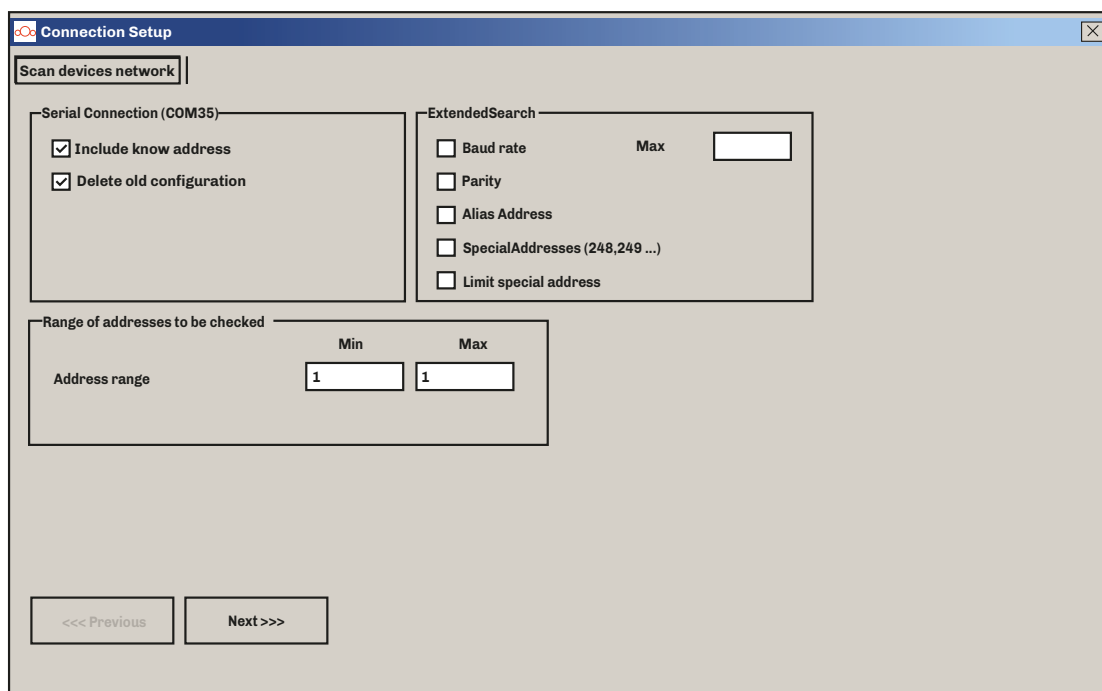 Connection Setup
Scan devices network
Serial Connection (COM35)
Include know address
Delete old configuration
ExtendedSearch
Baud rate Max
Parity
Alias Address
SpecialAddresses (248,249 ...)
Limit special address
Range of addresses to be checked
Min Max
Address range 1 1
<<< Previous Next >>>